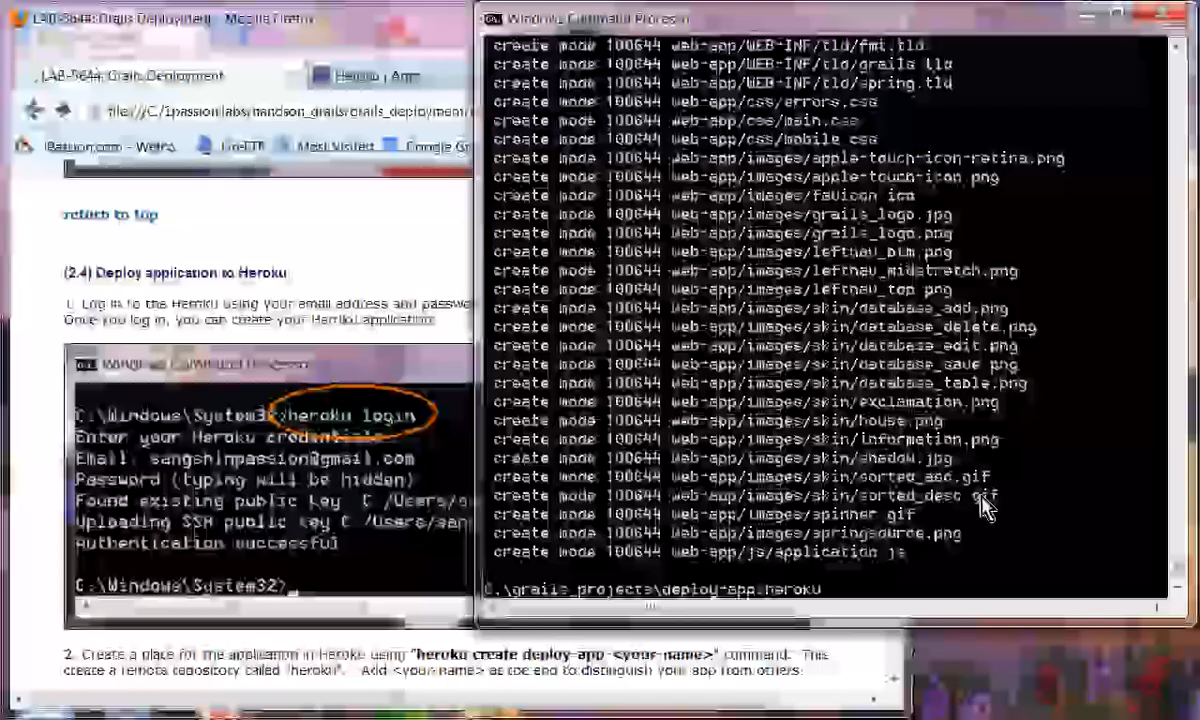 LAB-5644: Grails Deployment - Mozilla Firefox
LAB-5644: Grails Deployment
Heroku | Apps
file:///C:/1passion.labs/handson_grails/grails_deployment/
Most Visited
Google
return to top
(2.4) Deploy application to Heroku
1. Log in to the Heroku using your email address and
Once you log in, you can create your Heroku application.
Windows Command Processor
C:\Windows\System32>heroku login
Enter your Heroku credentials.
Email: sangshinpassion@gmail.com
Password (typing will be hidden)
Found existing public key C:/Users/
Uploading SSH public key C:/Users/san
Authentication successful
C:\Windows\System32>
2. Create a place for the application in Heroku using "heroku create deploy-app-<your-name>" command. This
create a remote repository called "heroku". Add <your-name> at the end to distinguish your app from others.
Windows Command Processor
create mode 100644 web-app/WEB-INF/tld/fmt.tld
create mode 100644 web-app/WEB-INF/tld/grails.tld
create mode 100644 web-app/WEB-INF/tld/spring.tld
create mode 100644 web-app/css/errors.css
create mode 100644 web-app/css/main.css
create mode 100644 web-app/css/mobile.css
create mode 100644 web-app/images/apple-touch-icon-retina.png
create mode 100644 web-app/images/apple-touch-icon.png
create mode 100644 web-app/images/favicon.ico
create mode 100644 web-app/images/grails_logo.jpg
create mode 100644 web-app/images/grails_logo.png
create mode 100644 web-app/images/leftnav_btm.png
create mode 100644 web-app/images/leftnav_midstretch.png
create mode 100644 web-app/images/leftnav_top.png
create mode 100644 web-app/images/skin/database_add.png
create mode 100644 web-app/images/skin/database_delete.png
create mode 100644 web-app/images/skin/database_edit.png
create mode 100644 web-app/images/skin/database_save.png
create mode 100644 web-app/images/skin/database_table.png
create mode 100644 web-app/images/skin/exclamation.png
create mode 100644 web-app/images/skin/house.png
create mode 100644 web-app/images/skin/information.png
create mode 100644 web-app/images/skin/shadow.jpg
create mode 100644 web-app/images/skin/sorted_asc.gif
create mode 100644 web-app/images/skin/sorted_desc.gif
create mode 100644 web-app/images/spinner.gif
create mode 100644 web-app/images/springsource.png
create mode 100644 web-app/js/application.js
C:\grails_projects\deploy-app>heroku